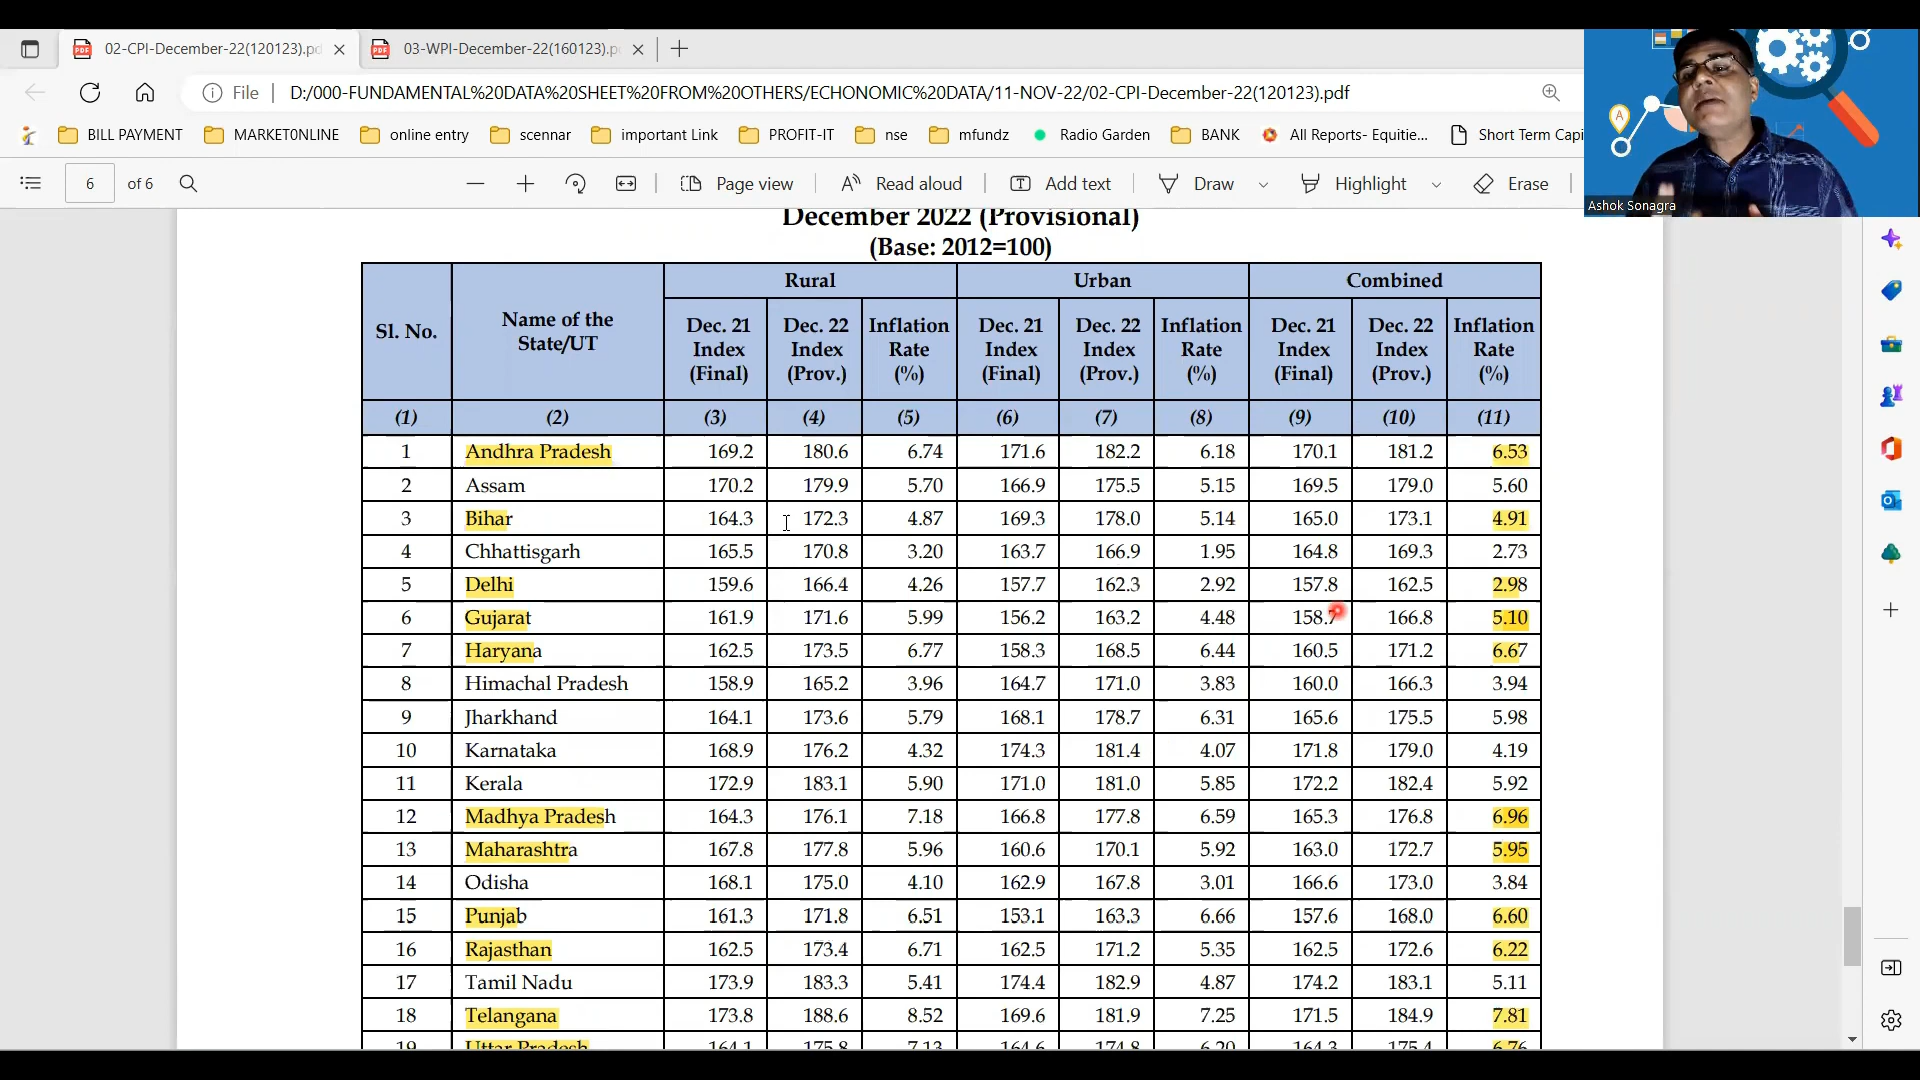 02-CPI-December-22(120123).pd
03-WPI-December-22(160123).p
File
D:/000-FUNDAMENTAL%20DATA%20SHEET%20FROM%20OTHERS/ECHONOMIC%20DATA/11-NOV-22/02-CPI-December-22(120123).pdf
BILL PAYMENT MARKET0NLINE online entry scennar important Link PROFIT-IT nse mfundz Radio Garden BANK All Reports- Equitie... Short Term Capi
6 of 6 Page view Read aloud Add text Draw Highlight Erase
A
Ashok Sonagra
December 2022 (Provisional)
(Base: 2012=100)
Sl. No. Name of the State/UT Rural Urban Combined
Dec. 21 Index (Final) Dec. 22 Index (Prov.) Inflation Rate (%) Dec. 21 Index (Final) Dec. 22 Index (Prov.) Inflation Rate (%) Dec. 21 Index (Final) Dec. 22 Index (Prov.) Inflation Rate (%)
(1) (2) (3) (4) (5) (6) (7) (8) (9) (10) (11)
1 Andhra Pradesh 169.2 180.6 6.74 171.6 182.2 6.18 170.1 181.2 6.53
2 Assam 170.2 179.9 5.70 166.9 175.5 5.15 169.5 179.0 5.60
3 Bihar 164.3 172.3 4.87 169.3 178.0 5.14 165.0 173.1 4.91
4 Chhattisgarh 165.5 170.8 3.20 163.7 166.9 1.95 164.8 169.3 2.73
5 Delhi 159.6 166.4 4.26 157.7 162.3 2.92 157.8 162.5 2.98
6 Gujarat 161.9 171.6 5.99 156.2 163.2 4.48 158.7 166.8 5.10
7 Haryana 162.5 173.5 6.77 158.3 168.5 6.44 160.5 171.2 6.67
8 Himachal Pradesh 158.9 165.2 3.96 164.7 171.0 3.83 160.0 166.3 3.94
9 Jharkhand 164.1 173.6 5.79 168.1 178.7 6.31 165.6 175.5 5.98
10 Karnataka 168.9 176.2 4.32 174.3 181.4 4.07 171.8 179.0 4.19
11 Kerala 172.9 183.1 5.90 171.0 181.0 5.85 172.2 182.4 5.92
12 Madhya Pradesh 164.3 176.1 7.18 166.8 177.8 6.59 165.3 176.8 6.96
13 Maharashtra 167.8 177.8 5.96 160.6 170.1 5.92 163.0 172.7 5.95
14 Odisha 168.1 175.0 4.10 162.9 167.8 3.01 166.6 173.0 3.84
15 Punjab 161.3 171.8 6.51 153.1 163.3 6.66 157.6 168.0 6.60
16 Rajasthan 162.5 173.4 6.71 162.5 171.2 5.35 162.5 172.6 6.22
17 Tamil Nadu 173.9 183.3 5.41 174.4 182.9 4.87 174.2 183.1 5.11
18 Telangana 173.8 188.6 8.52 169.6 181.9 7.25 171.5 184.9 7.81
19 Uttar Pradesh 164.1 175.8 7.13 164.6 174.8 6.20 164.3 175.4 6.76